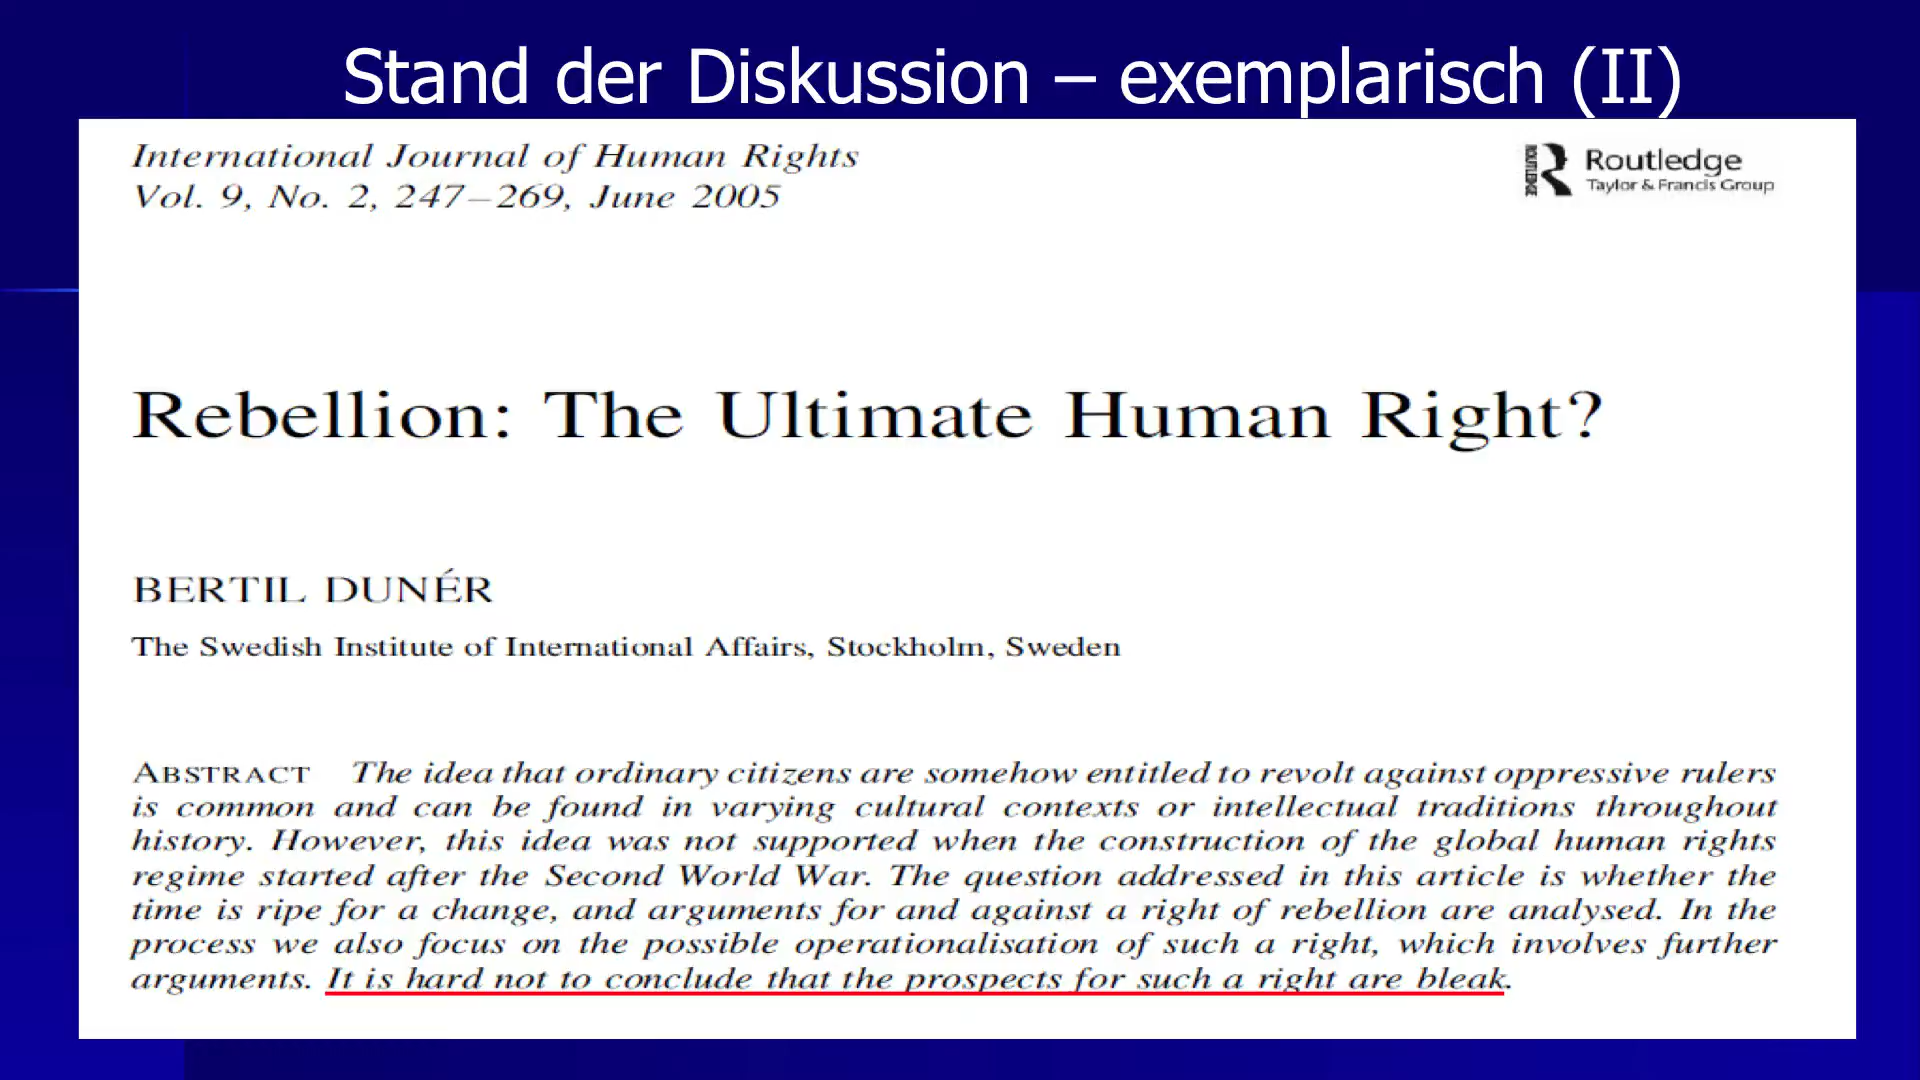 Stand der Diskussion – exemplarisch (II)
International Journal of Human Rights
Vol. 9, No. 2, 247–269, June 2005
ROUTLEDGE
Routledge
Taylor & Francis Group
Rebellion: The Ultimate Human Right?
BERTIL DUNÉR
The Swedish Institute of International Affairs, Stockholm, Sweden
ABSTRACT The idea that ordinary citizens are somehow entitled to revolt against oppressive rulers
is common and can be found in varying cultural contexts or intellectual traditions throughout
history. However, this idea was not supported when the construction of the global human rights
regime started after the Second World War. The question addressed in this article is whether the
time is ripe for a change, and arguments for and against a right of rebellion are analysed. In the
process we also focus on the possible operationalisation of such a right, which involves further
arguments. It is hard not to conclude that the prospects for such a right are bleak.